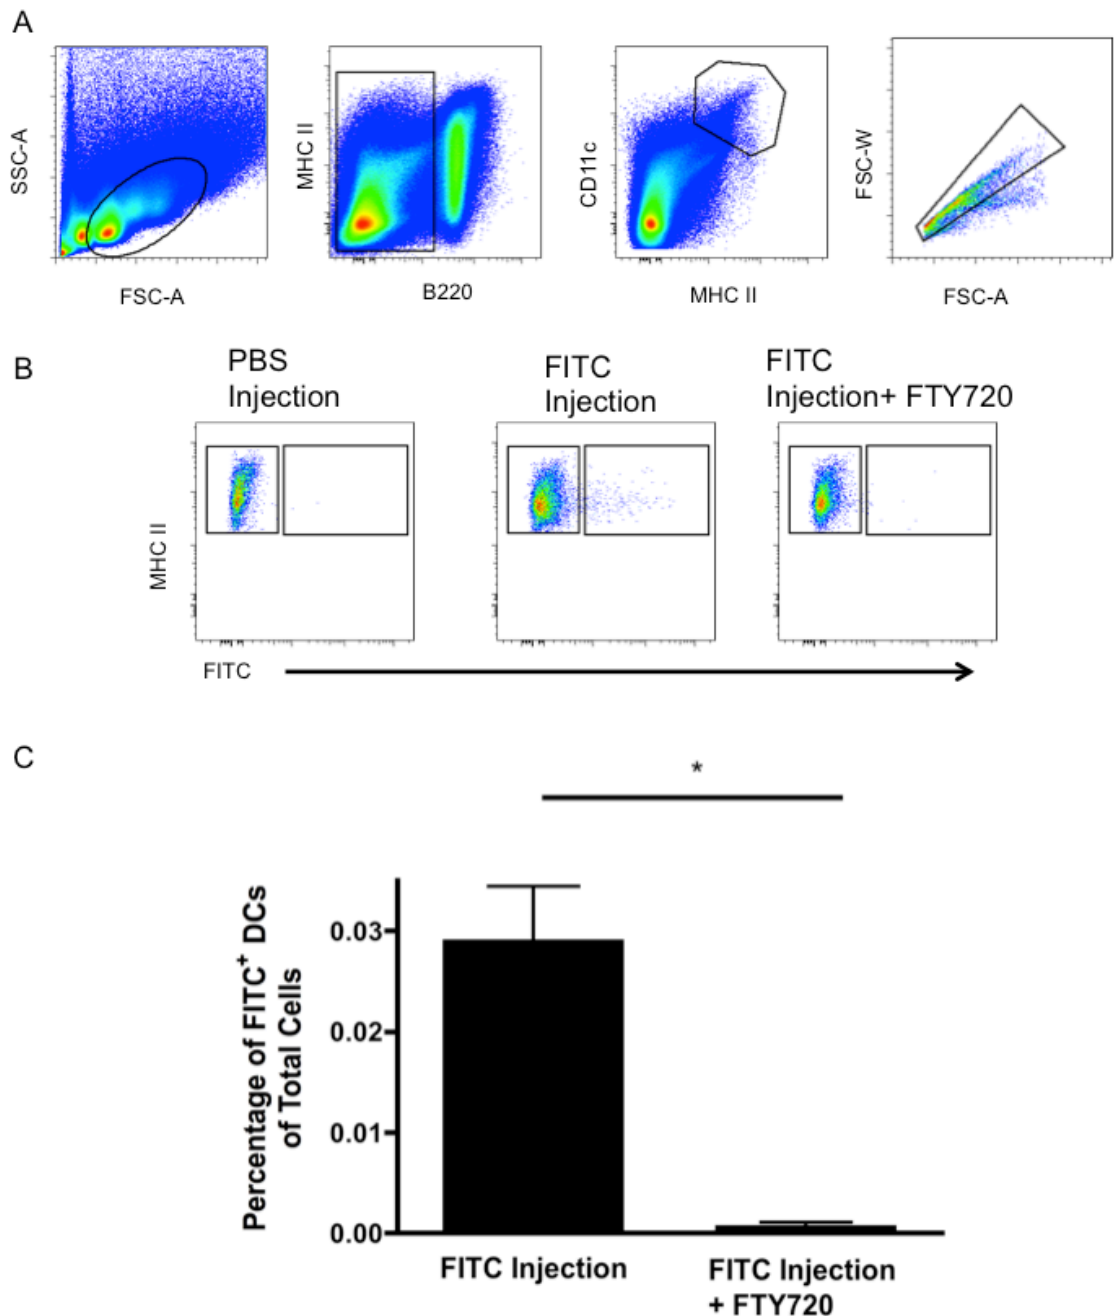 A
SSC-A
FSC-A
MHC II
B220
CD11c
MHC II
FSC-W
FSC-A
B
PBS
Injection
FITC
Injection
FITC
Injection+ FTY720
MHC II
FITC
C
*
Percentage of FITC⁺ DCs
of Total Cells
0.03
0.02
0.01
0.00
FITC Injection
FITC Injection
+ FTY720